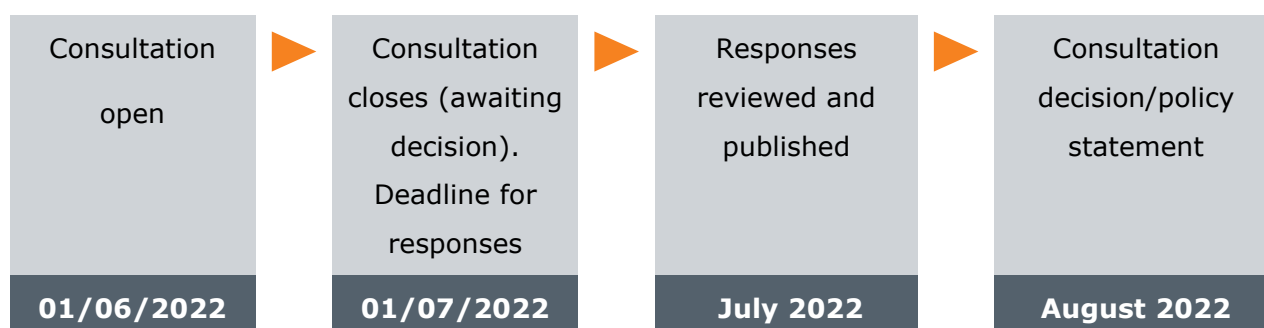 Consultation
open
01/06/2022
Consultation
closes (awaiting
decision).
Deadline for
responses
01/07/2022
Responses
reviewed and
published
July 2022
Consultation
decision/policy
statement
August 2022